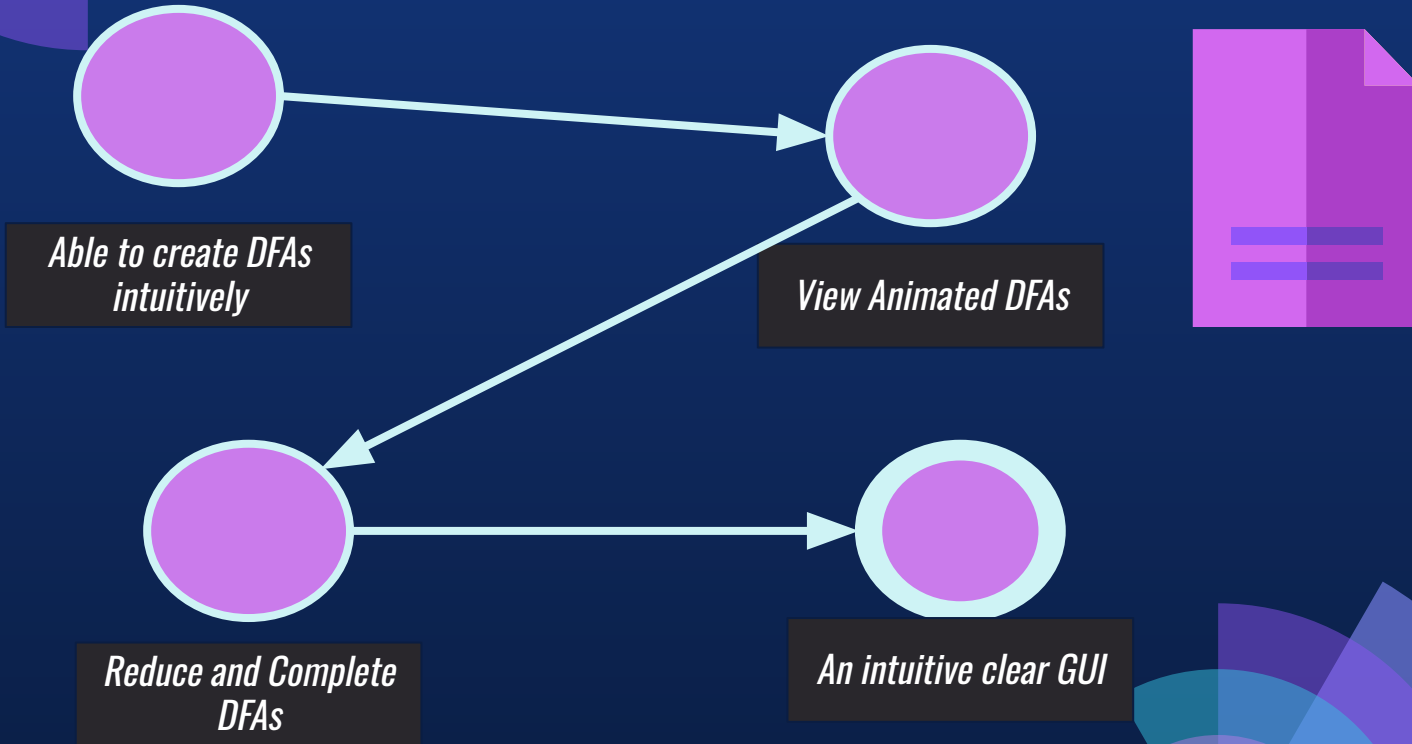 Able to create DFAs
intuitively
View Animated DFAs
Reduce and Complete
DFAs
An intuitive clear GUI